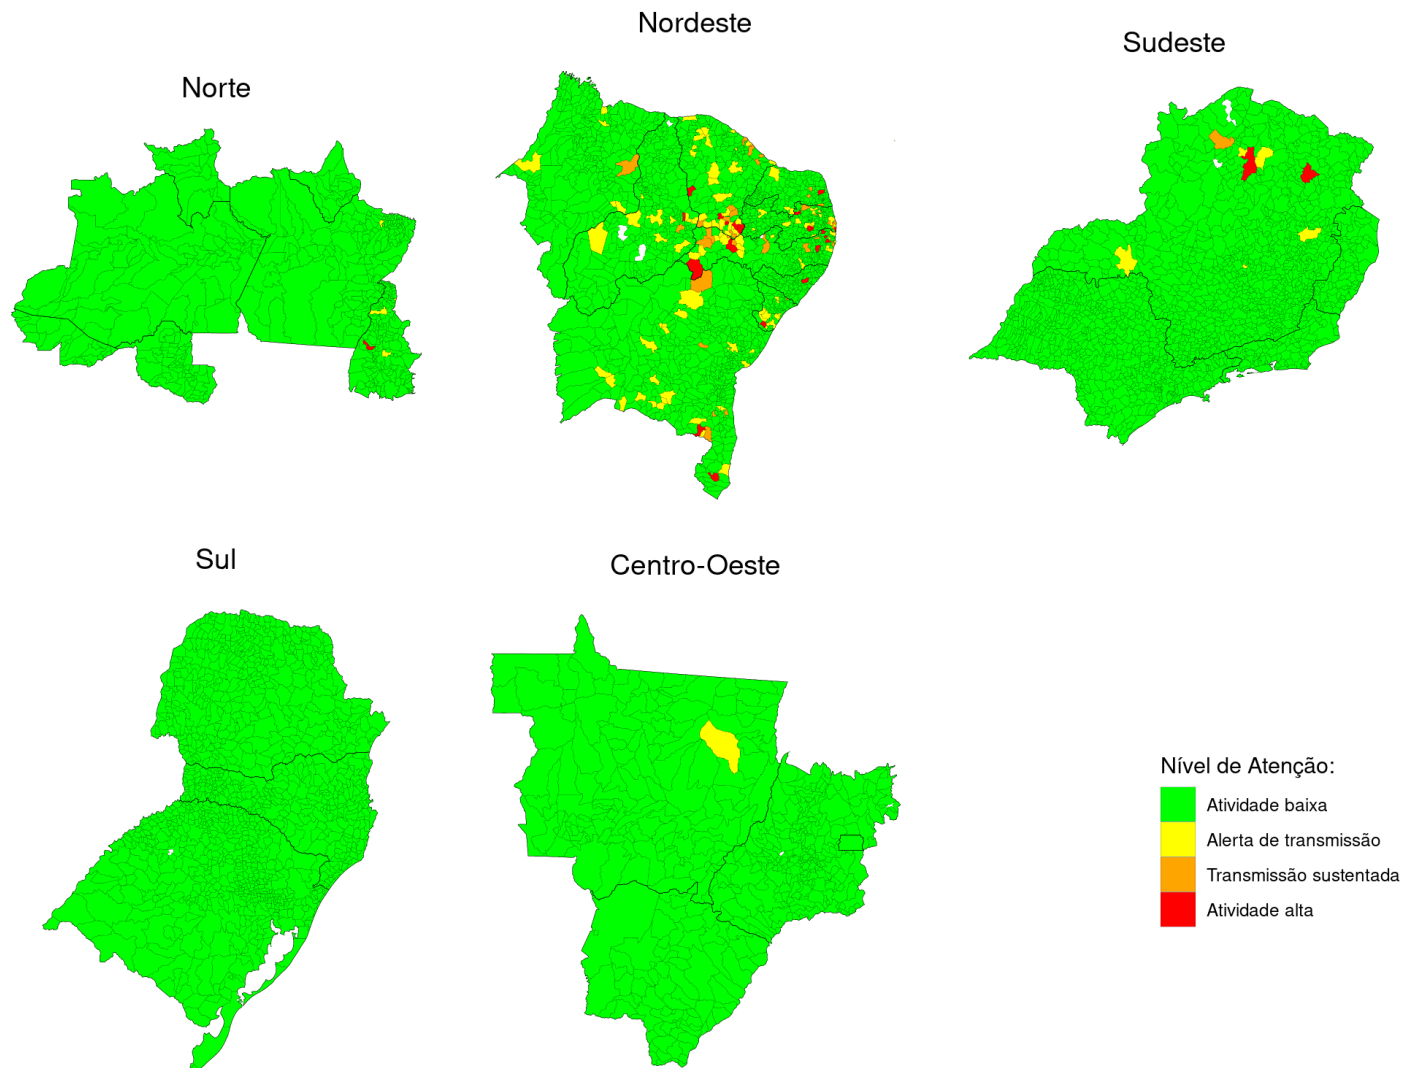 Norte
Nordeste
Sudeste
Sul
Centro-Oeste
Nível de Atenção:
Atividade baixa
Alerta de transmissão
Transmissão sustentada
Atividade alta